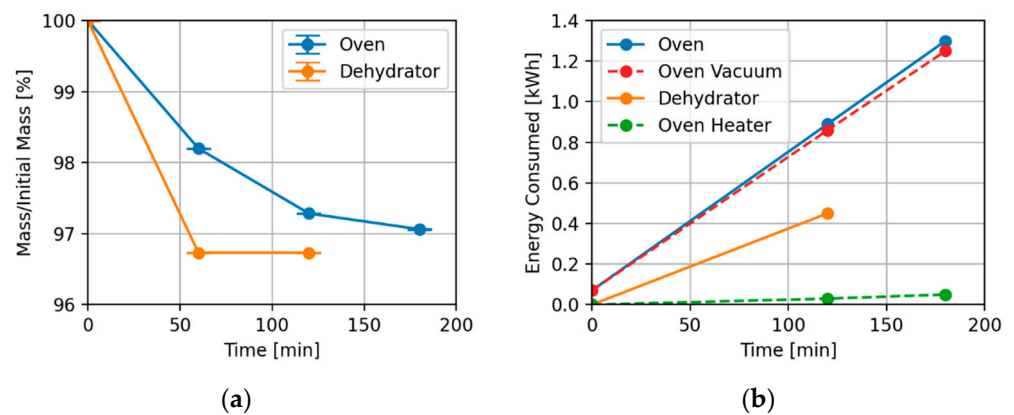 100
99
98
97
96
0
50
100
150
200
Mass/Initial Mass [%]
Time [min]
Oven
Dehydrator
(a)
1.4
1.2
1.0
0.8
0.6
0.4
0.2
0.0
0
50
100
150
200
Energy Consumed [kWh]
Time [min]
Oven
Oven Vacuum
Dehydrator
Oven Heater
(b)